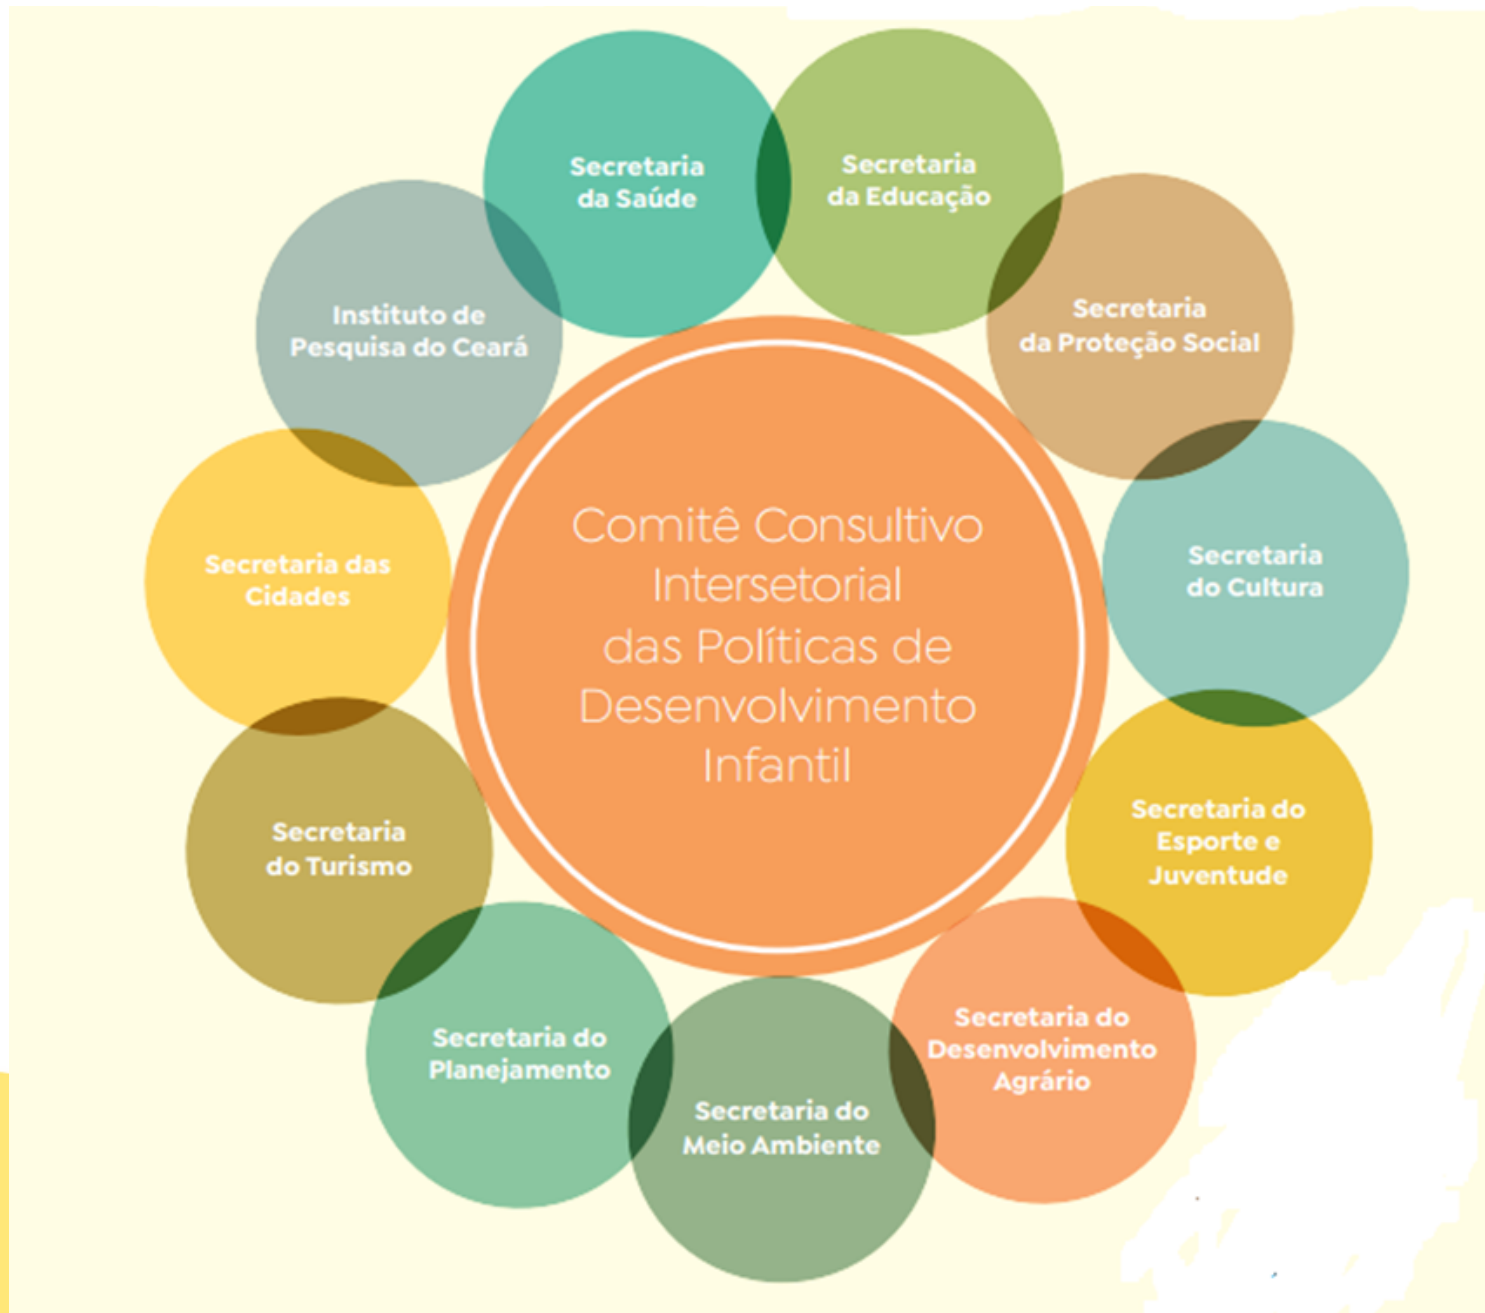 Secretaria
da Saúde
Secretaria
da Educação
Secretaria
da Proteção Social
Secretaria
do Cultura
Secretaria do
Esporte e
Juventude
Secretaria do
Desenvolvimento
Agrário
Secretaria do
Meio Ambiente
Secretaria do
Planejamento
Secretaria
do Turismo
Secretaria das
Cidades
Instituto de
Pesquisa do Ceará
Comitê Consultivo
Intersetorial
das Políticas de
Desenvolvimento
Infantil